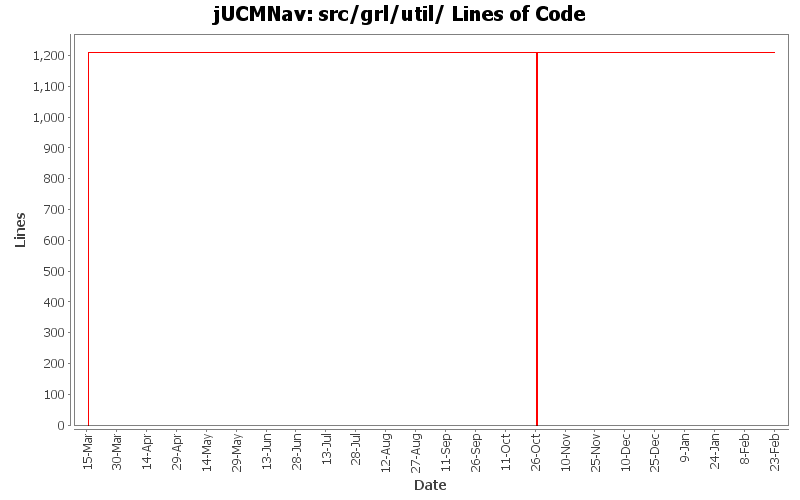 jUCMNav: src/grl/util/ Lines of Code
1,200
1,100
1,000
900
800
700
600
500
400
300
200
100
0
Lines
15-Mar
30-Mar
14-Apr
29-Apr
14-May
29-May
13-Jun
28-Jun
13-Jul
28-Jul
12-Aug
27-Aug
11-Sep
26-Sep
11-Oct
26-Oct
10-Nov
25-Nov
10-Dec
25-Dec
9-Jan
24-Jan
8-Feb
23-Feb
Date